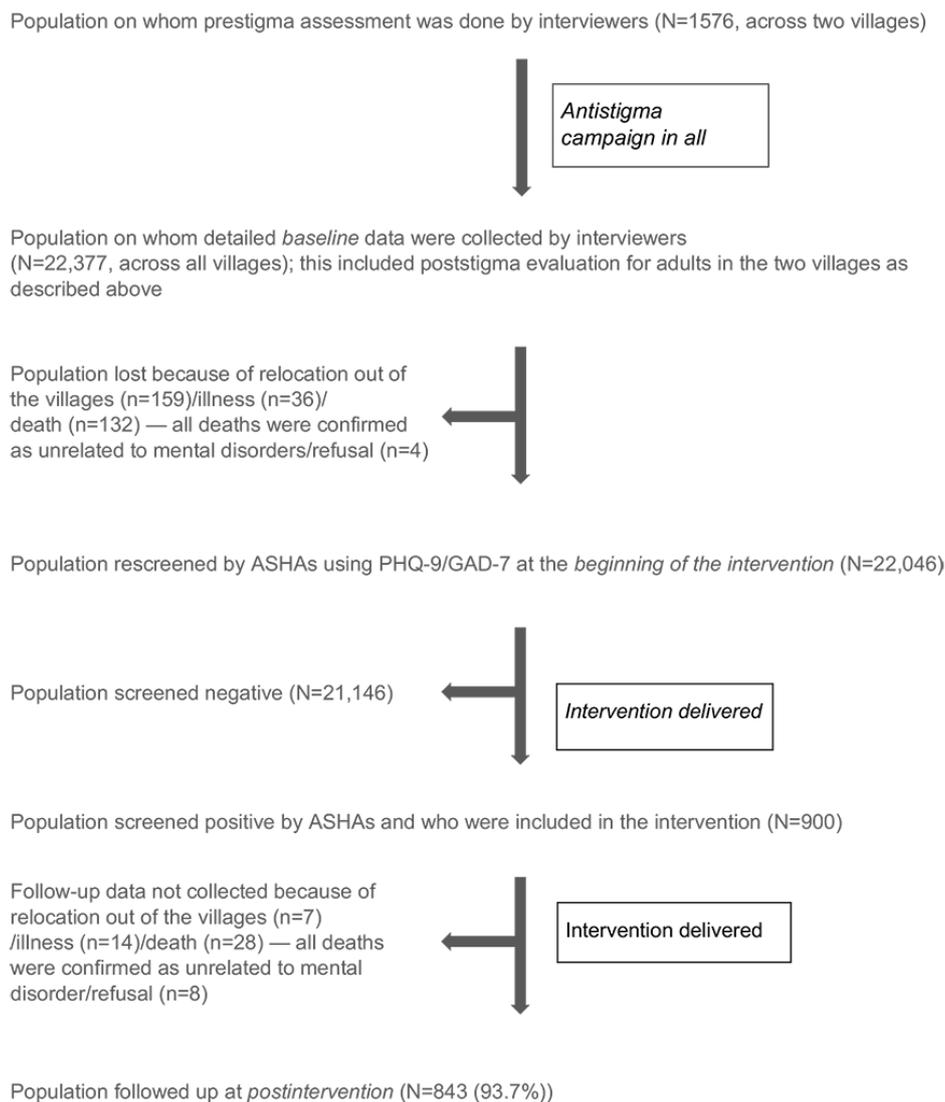 Population on whom prestigma assessment was done by interviewers (N=1576, across two villages)
Antistigma
campaign in all
Population on whom detailed baseline data were collected by interviewers
(N=22,377, across all villages); this included poststigma evaluation for adults in the two villages as
described above
Population lost because of relocation out of
the villages (n=159)/illness (n=36)/
death (n=132) — all deaths were confirmed
as unrelated to mental disorders/refusal (n=4)
Population rescreened by ASHAs using PHQ-9/GAD-7 at the beginning of the intervention (N=22,046)
Population screened negative (N=21,146)
Intervention delivered
Population screened positive by ASHAs and who were included in the intervention (N=900)
Follow-up data not collected because of
relocation out of the villages (n=7)
/illness (n=14)/death (n=28) — all deaths
were confirmed as unrelated to mental
disorder/refusal (n=8)
Intervention delivered
Population followed up at postintervention (N=843 (93.7%))